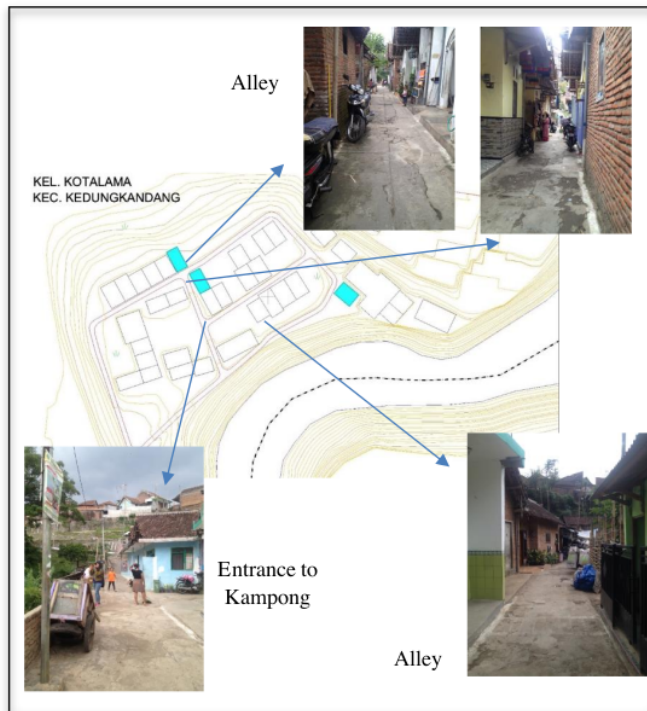 Alley
KEL. KOTALAMA
KEC. KEDUNGKANDANG
Entrance to
Kampong
Alley